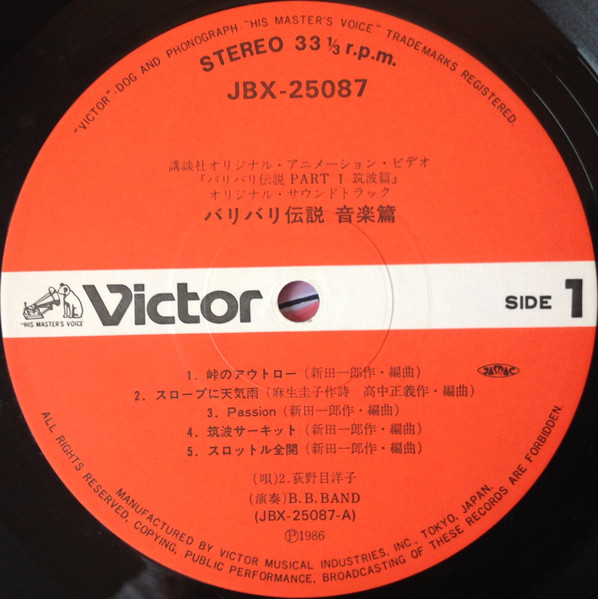 "VICTOR"·DOG AND PHONOGRAPH·"HIS MASTER'S VOICE" TRADEMARKS REGISTERED.
STEREO 33 1/3 r.p.m.
JBX-25087
講談社オリジナル・アニメーション・ビデオ
『バリバリ伝説 PART Ⅰ 筑波篇』
オリジナル・サウンドトラック
バリバリ伝説 音楽篇
"HIS MASTER'S VOICE"
Victor
SIDE 1
1. 峠のアウトロー(新田一郎作・編曲)
JASRAC
2. スロープに天気雨(麻生圭子作詩 高中正義作・編曲)
3. Passion(新田一郎作・編曲)
4. 筑波サーキット(新田一郎作・編曲)
5. スロットル全開(新田一郎作・編曲)
(唄)2.荻野目洋子
(演奏)B.B.BAND
(JBX-25087-A)
Ⓟ1986
ALL RIGHTS RESERVED, COPYING, PUBLIC PERFORMANCE, BROADCASTING OF THESE RECORDS ARE FORBIDDEN.
MANUFACTURED BY VICTOR MUSICAL INDUSTRIES, INC., TOKYO, JAPAN.